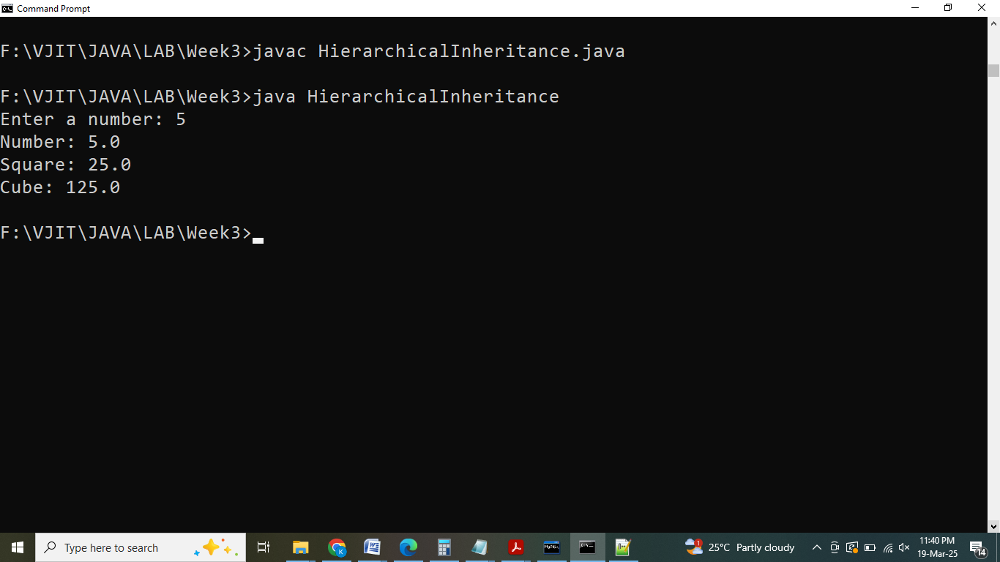 Command Prompt
F:\VJIT\JAVA\LAB\Week3>javac HierarchicalInheritance.java
F:\VJIT\JAVA\LAB\Week3>java HierarchicalInheritance
Enter a number: 5
Number: 5.0
Square: 25.0
Cube: 125.0
F:\VJIT\JAVA\LAB\Week3>
Type here to search
25°C Partly cloudy
11:40 PM
19-Mar-25
14